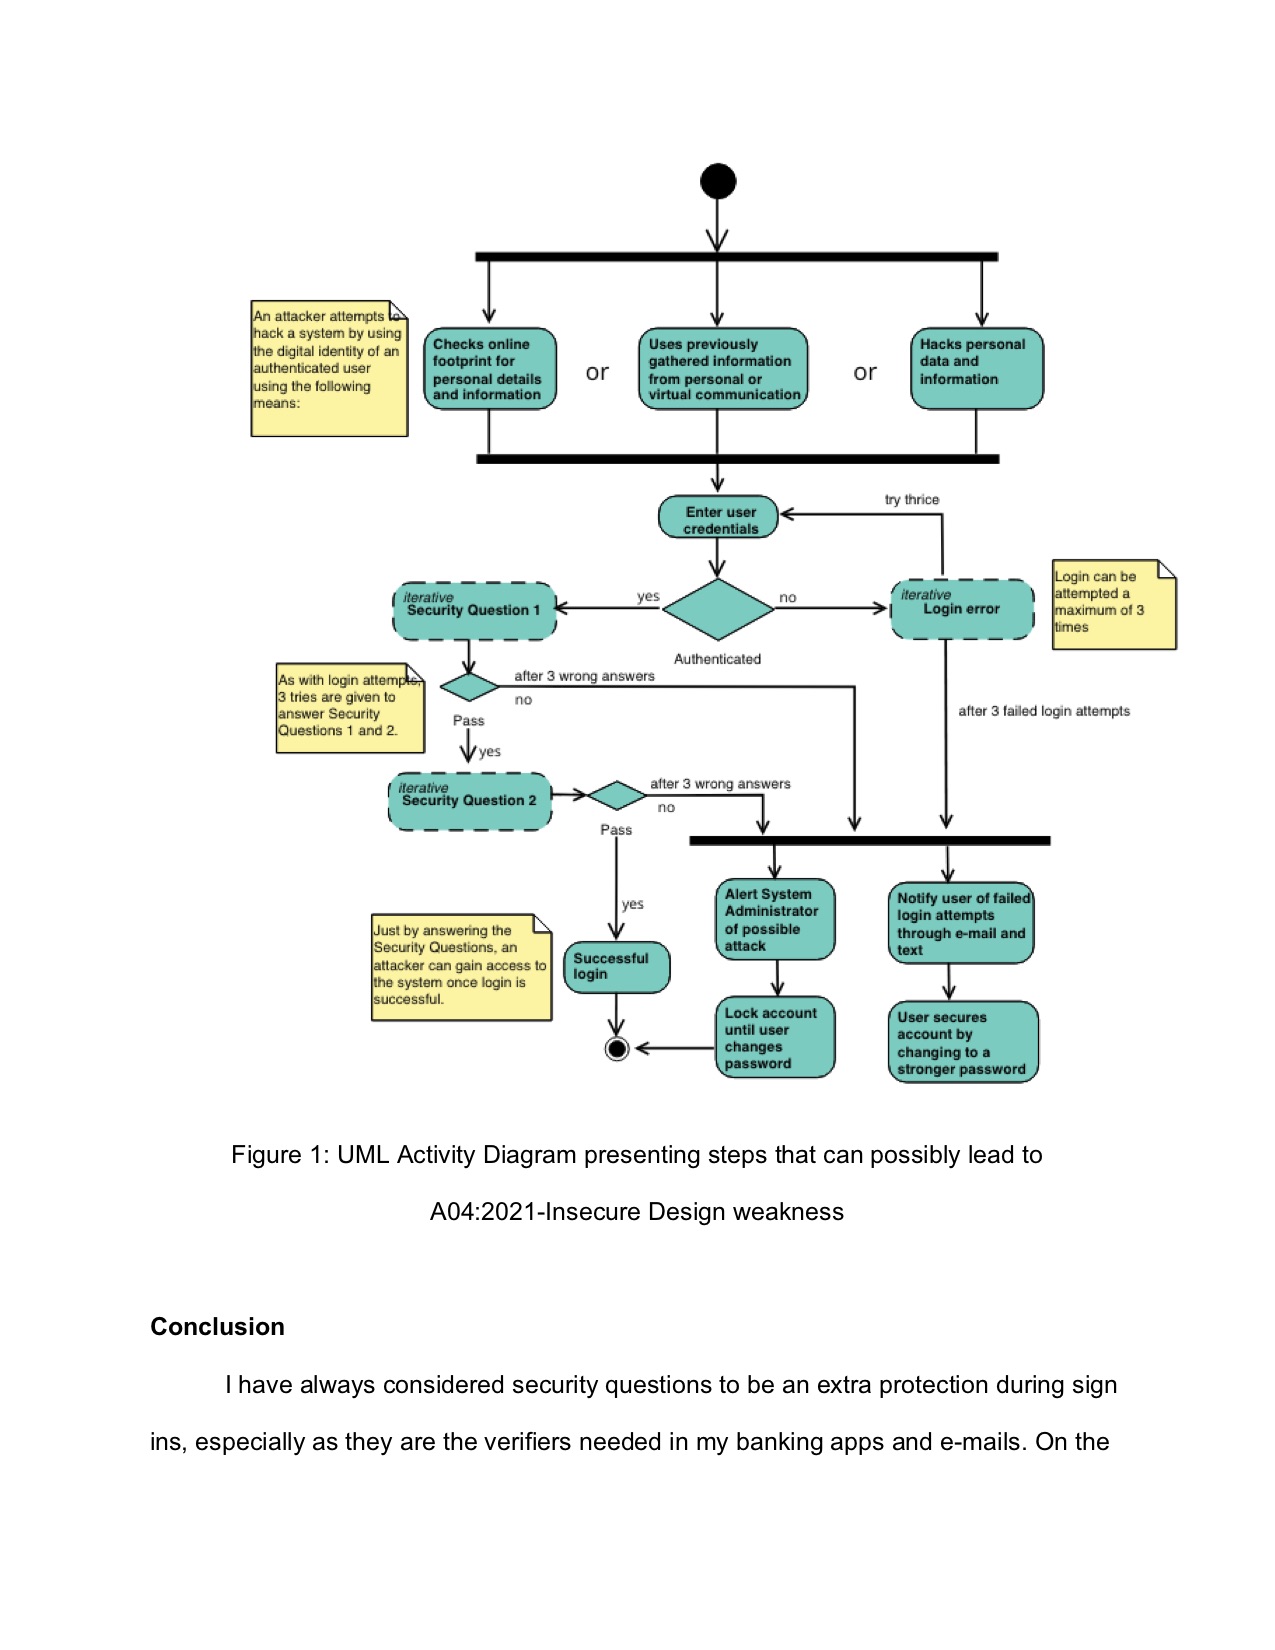 An attacker attempts to
hack a system by using
the digital identity of an
authenticated user
using the following
means:
Checks online
footprint for
personal details
and information
or
Uses previously
gathered information
from personal or
virtual communication
or
Hacks personal
data and
information
Enter user
credentials
try thrice
yes
no
Authenticated
iterative
Security Question 1
iterative
Login error
Login can be
attempted a
maximum of 3
times
As with login attempts,
3 tries are given to
answer Security
Questions 1 and 2.
after 3 wrong answers
no
Pass
yes
after 3 failed login attempts
iterative
Security Question 2
after 3 wrong answers
no
Pass
yes
Alert System
Administrator
of possible
attack
Notify user of failed
login attempts
through e-mail and
text
Just by answering the
Security Questions, an
attacker can gain access to
the system once login is
successful.
Successful
login
Lock account
until user
changes
password
User secures
account by
changing to a
stronger password
Figure 1: UML Activity Diagram presenting steps that can possibly lead to
A04:2021-Insecure Design weakness
Conclusion
I have always considered security questions to be an extra protection during sign
ins, especially as they are the verifiers needed in my banking apps and e-mails. On the